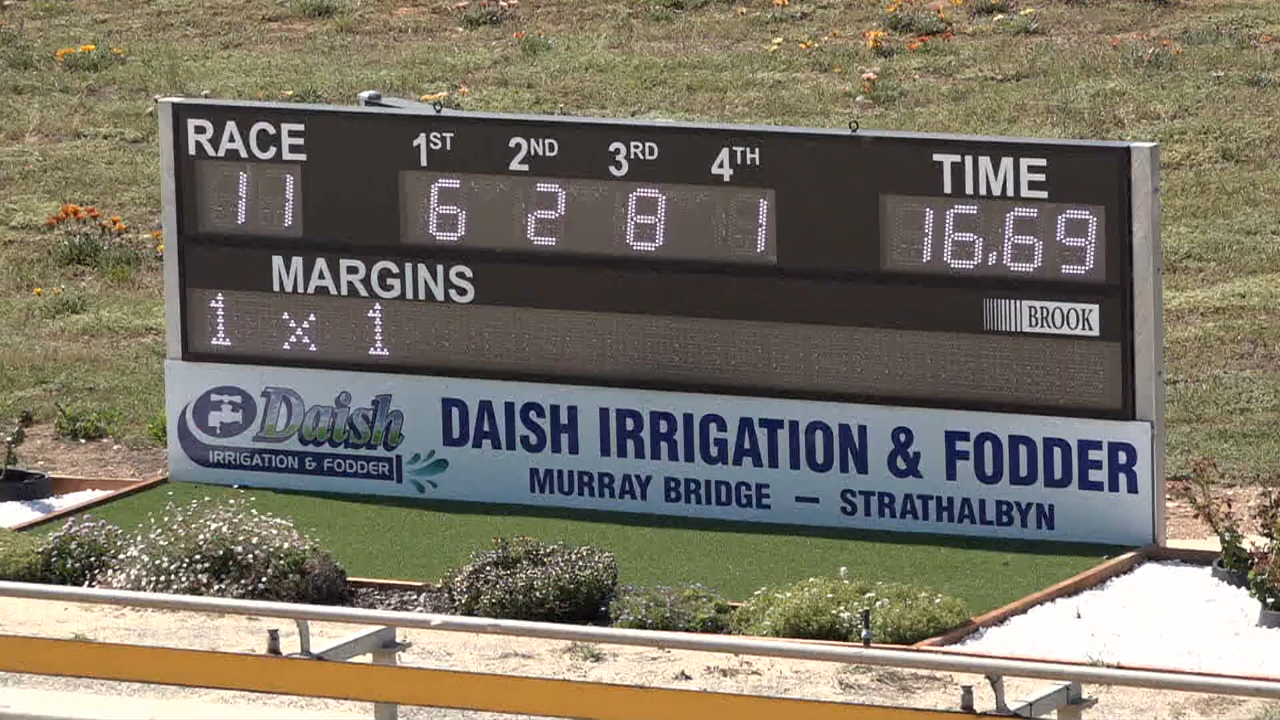 RACE 1ST 2ND 3RD 4TH TIME
11 6 2 8 1 16.69
MARGINS
BROOK
1 x 1
Daish
IRRIGATION & FODDER
DAISH IRRIGATION & FODDER
MURRAY BRIDGE – STRATHALBYN